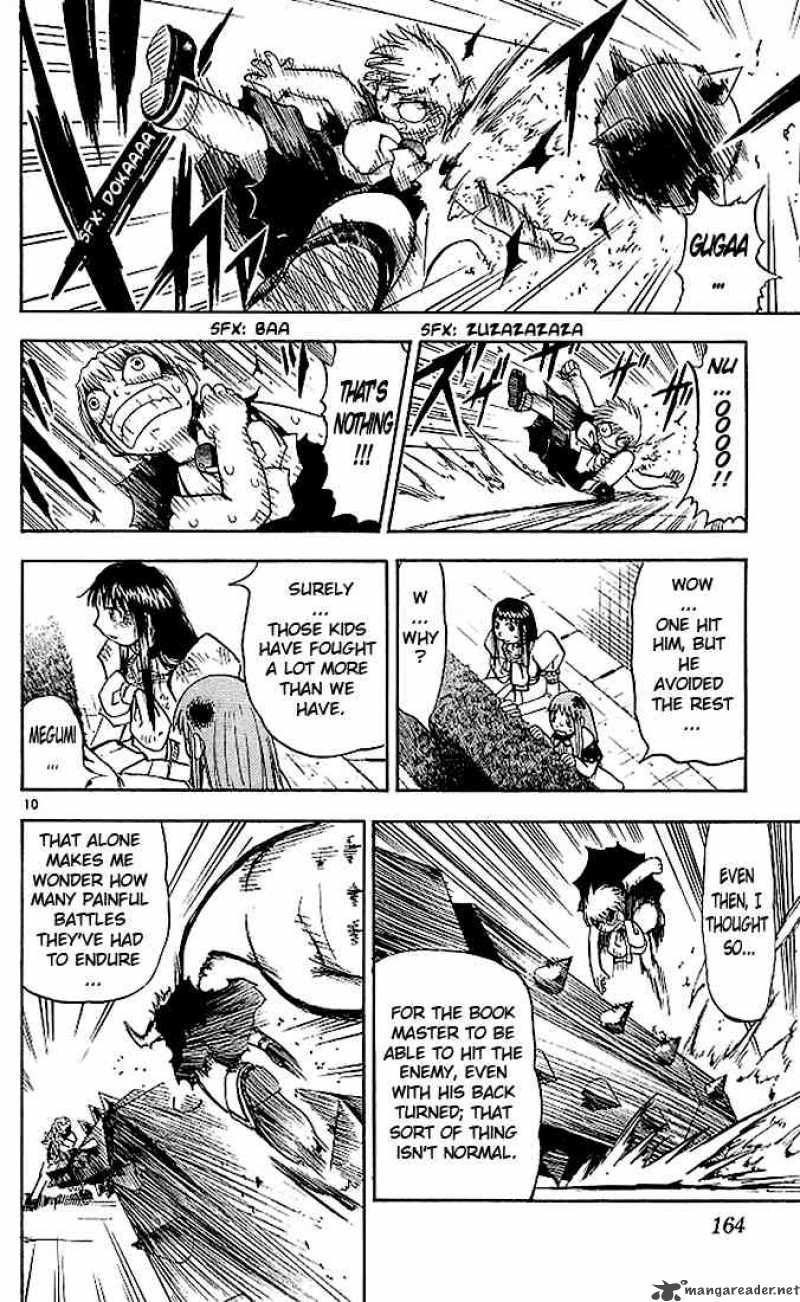 SFX: DOKAAAA
GUGAA
...
SFX: BAA
SFX: ZUZAZAZAZA
NU
...
OOOO!!
THAT'S
NOTHING
!!!
WOW
...
ONE HIT
HIM, BUT
HE
AVOIDED
THE REST
...
W
...
WHY?
SURELY
...
THOSE KIDS
HAVE FOUGHT
A LOT MORE
THAN WE
HAVE.
MEGUMI
...
10
EVEN
THEN, I
THOUGHT
SO...
FOR THE BOOK
MASTER TO BE
ABLE TO HIT THE
ENEMY, EVEN
WITH HIS BACK
TURNED; THAT
SORT OF THING
ISN'T NORMAL.
THAT ALONE
MAKES ME
WONDER HOW
MANY PAINFUL
BATTLES
THEY'VE HAD
TO ENDURE
...
164
mangareader.net